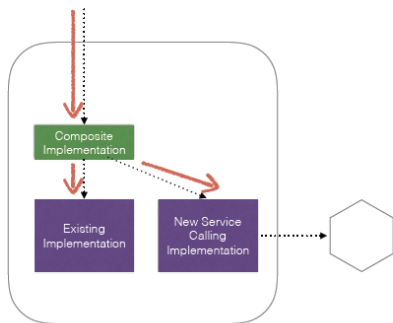 Composite
Implementation
Existing
Implementation
New Service
Calling
Implementation